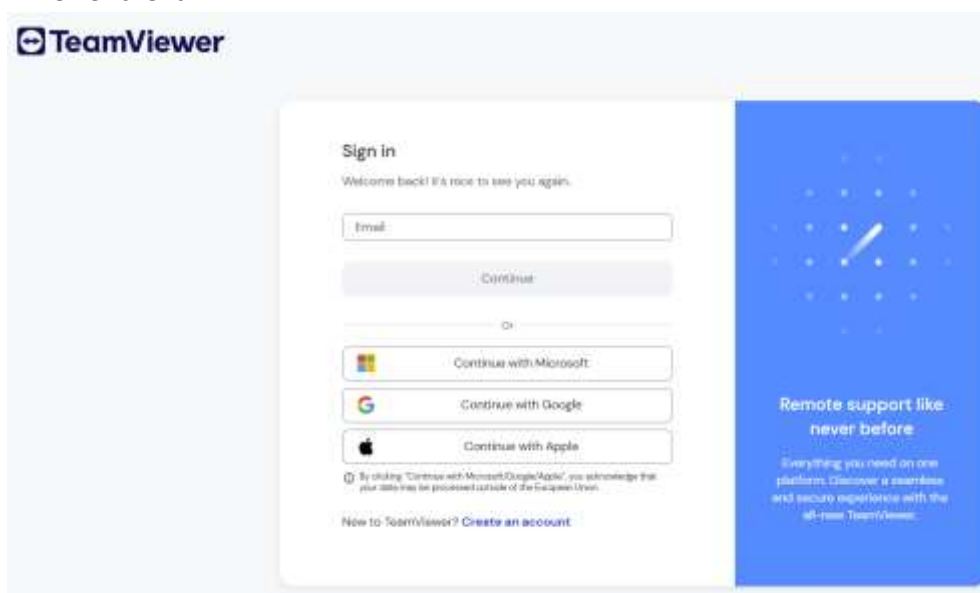 TeamViewer
Sign in
Welcome back! It's nice to see you again.
Email
Continue
Or
Continue with Microsoft
Continue with Google
Continue with Apple
By clicking "Continue with Microsoft/Google/Apple", you acknowledge that
your data may be processed outside of the European Union.
New to TeamViewer? Create an account
Remote support like
never before
Everything you need on one
platform. Discover a seamless
and secure experience with the
all-new TeamViewer.